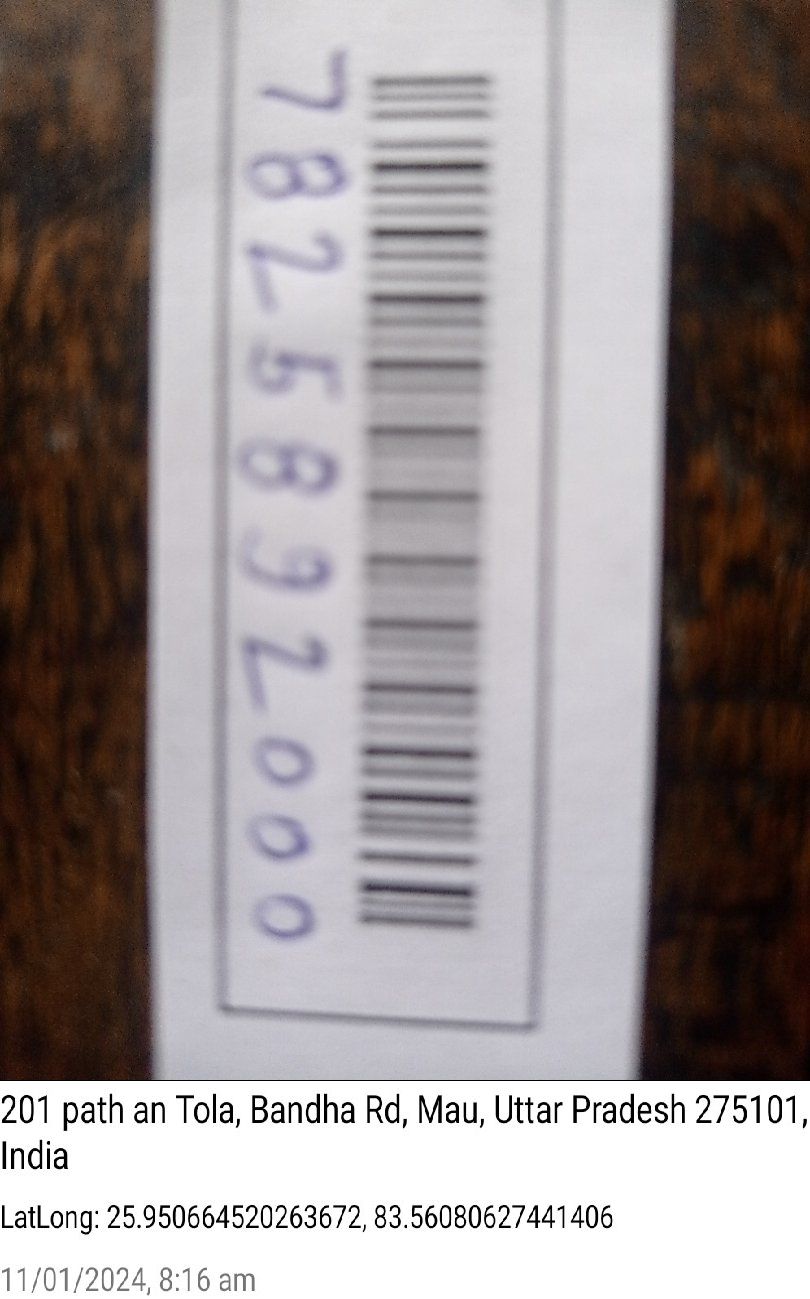 7825892000
201 path an Tola, Bandha Rd, Mau, Uttar Pradesh 275101,
India
LatLong: 25.950664520263672, 83.56080627441406
11/01/2024, 8:16 am